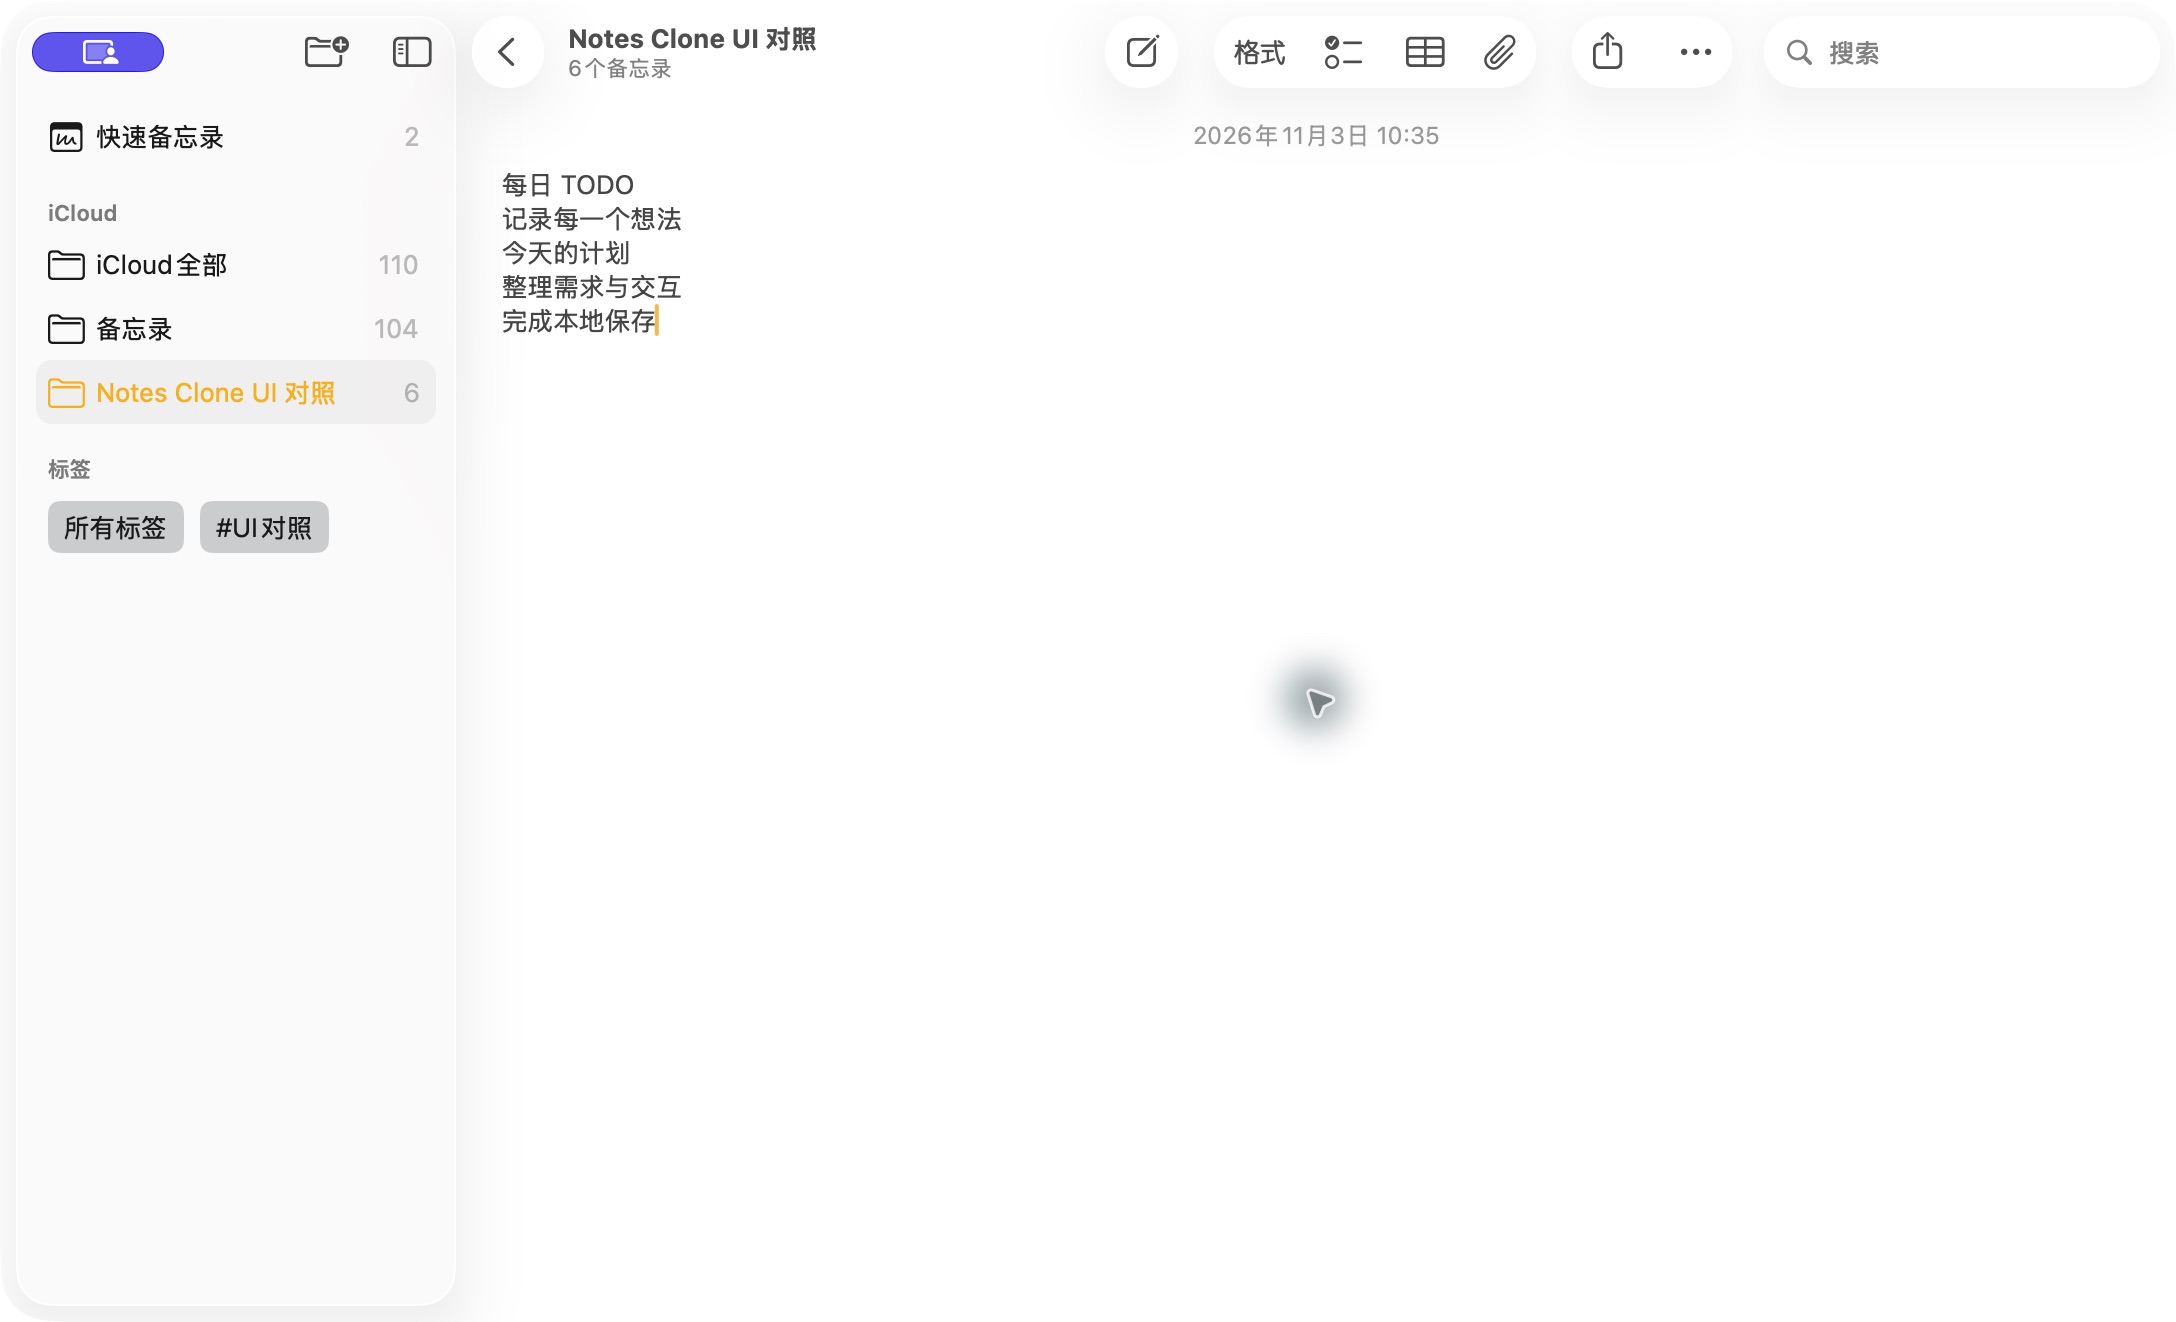 Notes Clone UI 对照
6个备忘录
格式
搜索
快速备忘录 2
iCloud
iCloud全部 110
备忘录 104
Notes Clone UI 对照 6
标签
所有标签 #UI对照
2026年11月3日 10:35
每日 TODO
记录每一个想法
今天的计划
整理需求与交互
完成本地保存